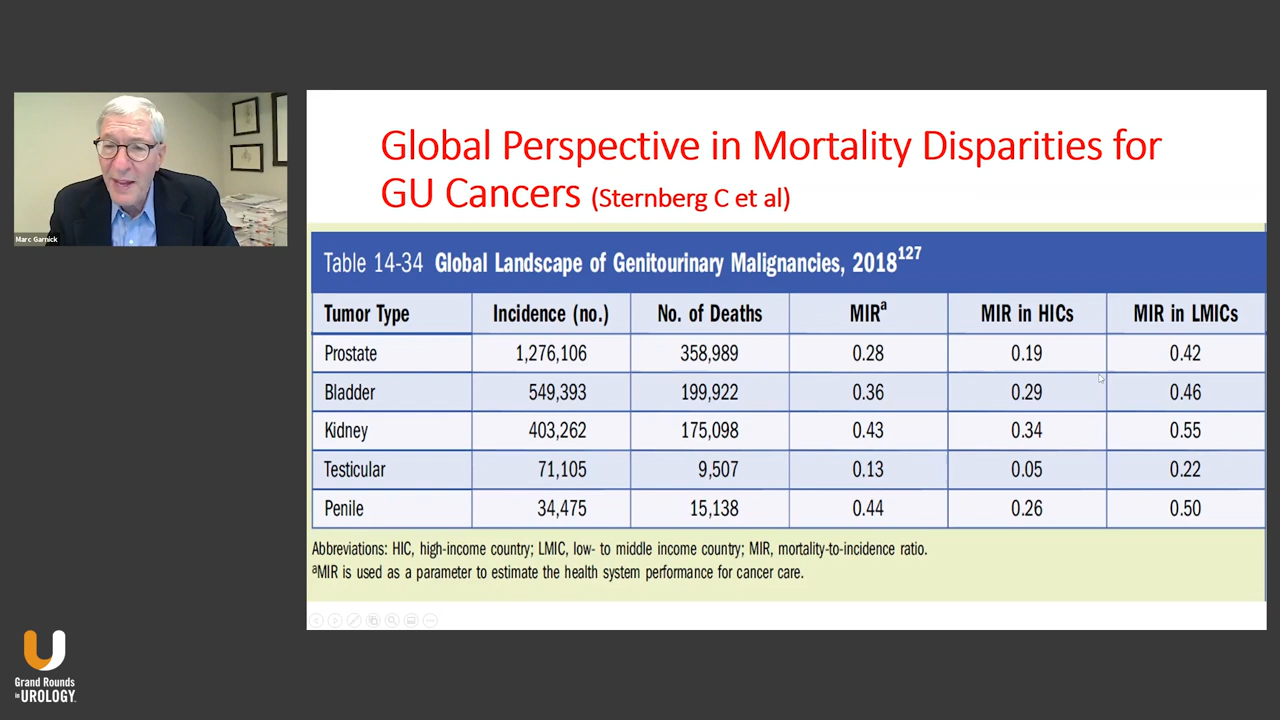 Marc Garnick
Global Perspective in Mortality Disparities for
GU Cancers (Sternberg C et al)
Table 14-34 Global Landscape of Genitourinary Malignancies, 2018127
Tumor Type Incidence (no.) No. of Deaths MIRa MIR in HICs MIR in LMICs
Prostate 1,276,106 358,989 0.28 0.19 0.42
Bladder 549,393 199,922 0.36 0.29 0.46
Kidney 403,262 175,098 0.43 0.34 0.55
Testicular 71,105 9,507 0.13 0.05 0.22
Penile 34,475 15,138 0.44 0.26 0.50
Abbreviations: HIC, high-income country; LMIC, low- to middle income country; MIR, mortality-to-incidence ratio.
aMIR is used as a parameter to estimate the health system performance for cancer care.
Grand Rounds
in UROLOGY